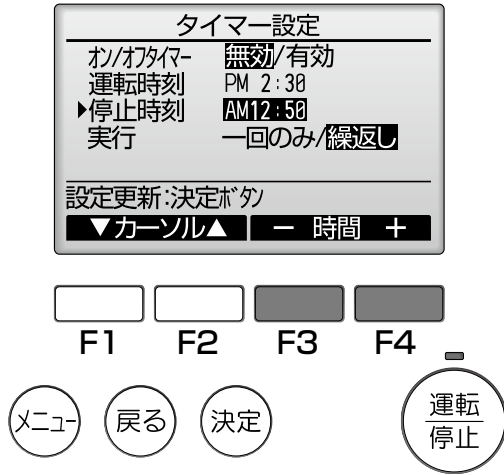 タイマー設定
オン/オフタイマー 無効/有効
運転時刻 PM 2:30
▶停止時刻 AM12:50
実行 一回のみ/繰返し
設定更新:決定ボタン
▼カーソル▲ − 時間 +
F1 F2 F3 F4
メニュー 戻る 決定 運転
停止